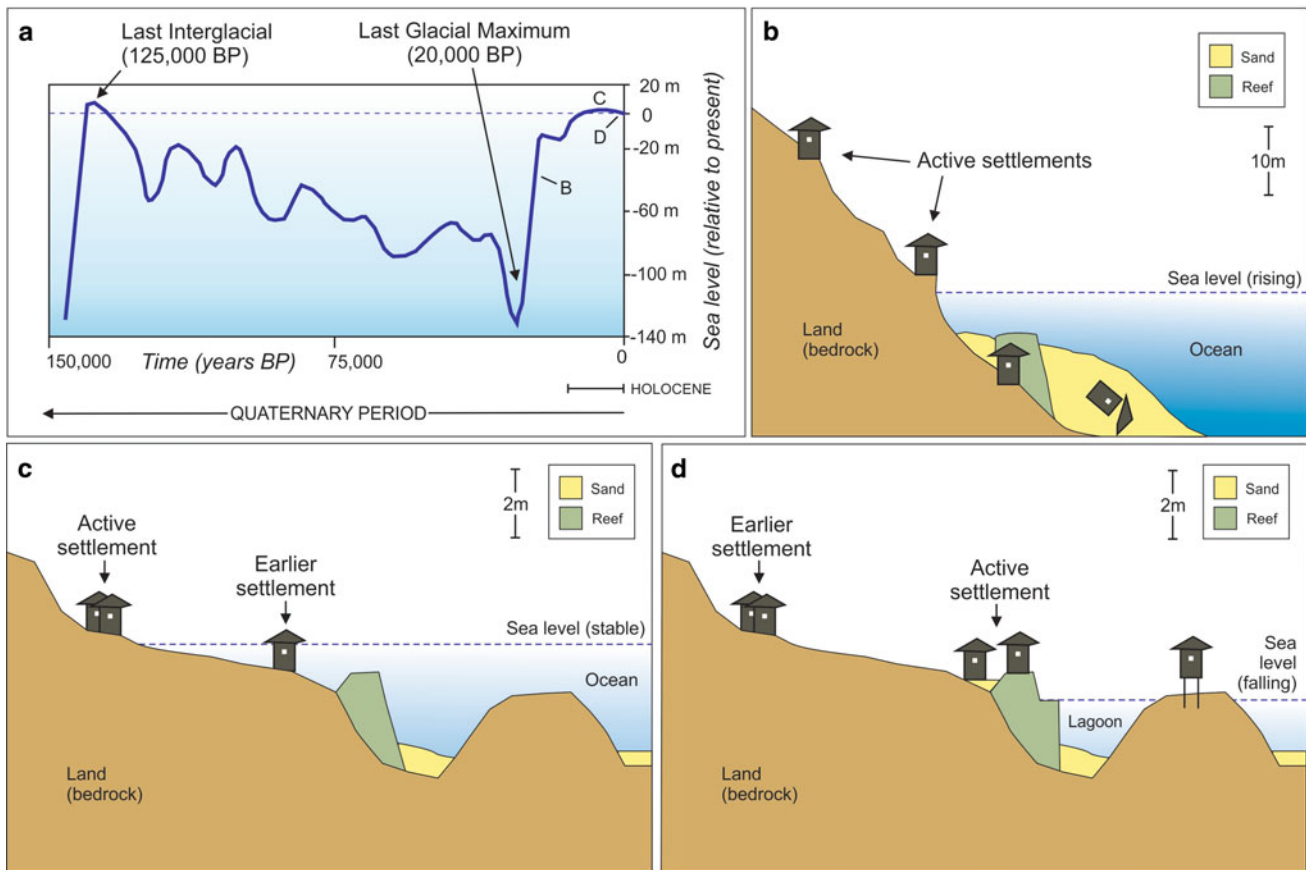 a
Last Interglacial
(125,000 BP)
Last Glacial Maximum
(20,000 BP)
20 m
C
0
D
-20 m
B
-60 m
-100 m
-140 m
Sea level (relative to present)
150,000
Time (years BP)
75,000
0
HOLOCENE
QUATERNARY PERIOD
b
Sand
Reef
10m
Active settlements
Sea level (rising)
Land
(bedrock)
Ocean
c
2m
Sand
Reef
Active
settlement
Earlier
settlement
Sea level (stable)
Ocean
Land
(bedrock)
d
2m
Sand
Reef
Earlier
settlement
Active
settlement
Sea
level
(falling)
Lagoon
Land
(bedrock)